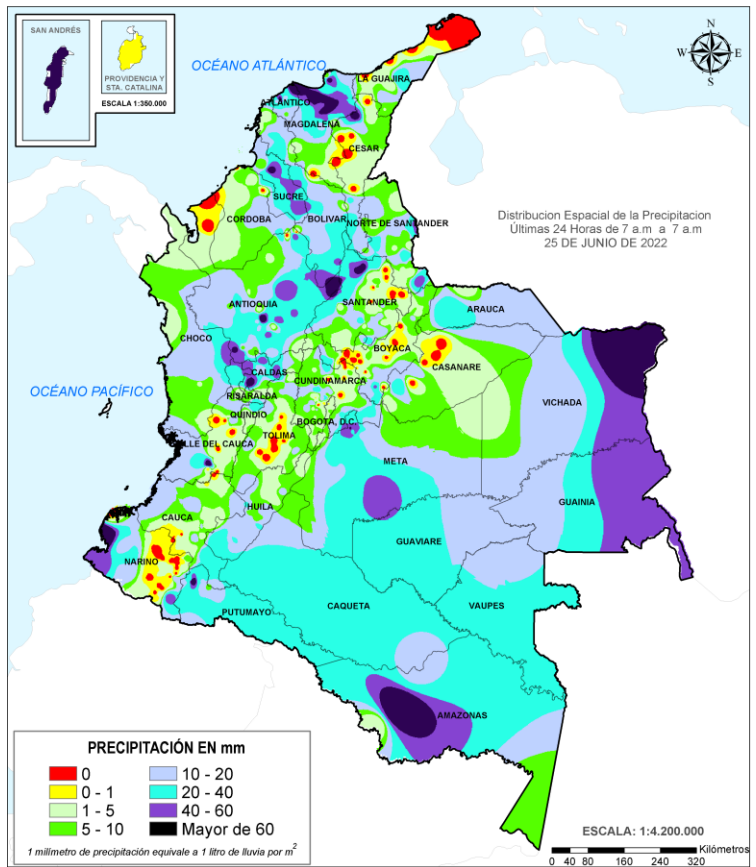 SAN ANDRÉS
PROVIDENCIA Y
STA. CATALINA
ESCALA 1:350.000
OCÉANO ATLÁNTICO
N
W
E
S
LA GUAJIRA
ATLÁNTICO
MAGDALENA
CESAR
SUCRE
CORDOBA
BOLIVAR
NORTE DE SANTANDER
Distribucion Espacial de la Precipitacion
Últimas 24 Horas de 7 a.m a 7 a.m
25 DE JUNIO DE 2022
ANTIOQUIA
SANTANDER
ARAUCA
CHOCO
BOYACA
CASANARE
CALDAS
CUNDINAMARCA
OCÉANO PACÍFICO
RISARALDA
VICHADA
QUINDIO
BOGOTA, D.C.
TOLIMA
VALLE DEL CAUCA
META
GUAINIA
HUILA
CAUCA
GUAVIARE
NARIÑO
PUTUMAYO
CAQUETA
VAUPES
AMAZONAS
PRECIPITACIÓN EN mm
0
0 - 1
1 - 5
5 - 10
10 - 20
20 - 40
40 - 60
Mayor de 60
1 milímetro de precipitación equivale a 1 litro de lluvia por m²
ESCALA: 1:4.200.000
Kilómetros
0 40 80 160 240 320